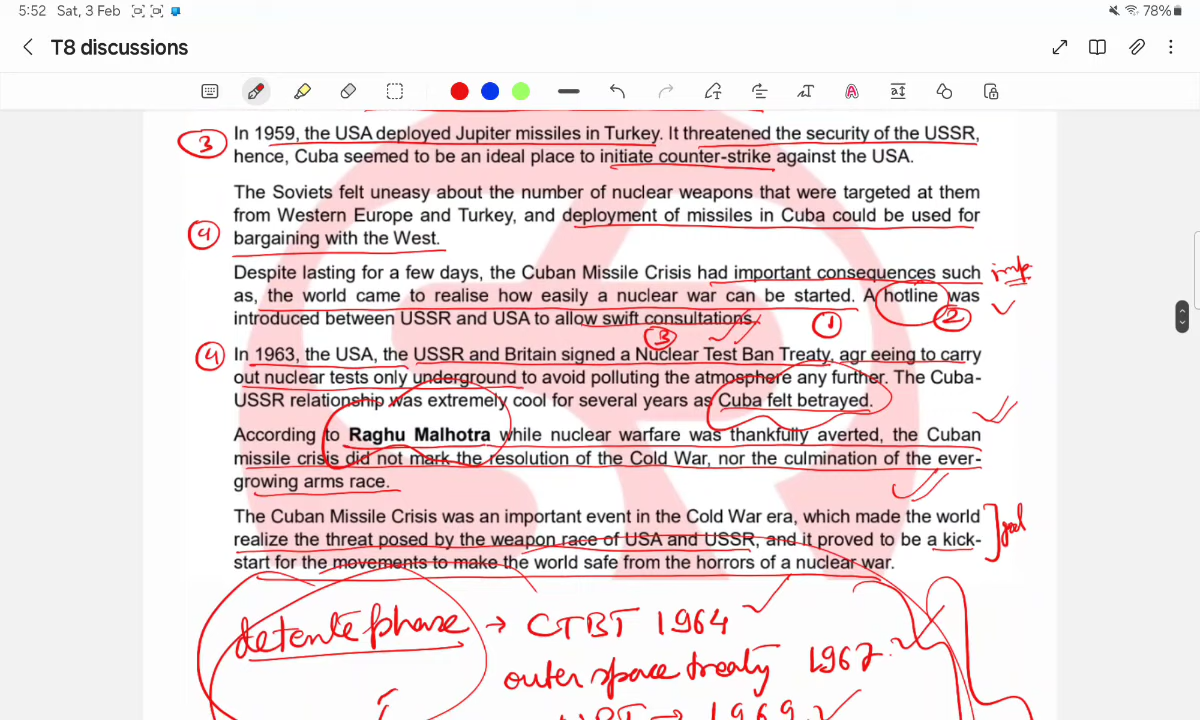 5:52 Sat, 3 Feb 78%
T8 discussions
3 In 1959, the USA deployed Jupiter missiles in Turkey. It threatened the security of the USSR,
hence, Cuba seemed to be an ideal place to initiate counter-strike against the USA.
The Soviets felt uneasy about the number of nuclear weapons that were targeted at them
from Western Europe and Turkey, and deployment of missiles in Cuba could be used for
4 bargaining with the West.
Despite lasting for a few days, the Cuban Missile Crisis had important consequences such imp
as, the world came to realise how easily a nuclear war can be started. A hotline was
introduced between USSR and USA to allow swift consultations. 1 2
3
4 In 1963, the USA, the USSR and Britain signed a Nuclear Test Ban Treaty, agr eeing to carry
out nuclear tests only underground to avoid polluting the atmosphere any further. The Cuba-
USSR relationship was extremely cool for several years as Cuba felt betrayed.
According to Raghu Malhotra while nuclear warfare was thankfully averted, the Cuban
missile crisis did not mark the resolution of the Cold War, nor the culmination of the ever-
growing arms race.
The Cuban Missile Crisis was an important event in the Cold War era, which made the world
realize the threat posed by the weapon race of USA and USSR, and it proved to be a kick-
start for the movements to make the world safe from the horrors of a nuclear war.
detente phase → CTBT 1964
outer space treaty 1967
NPT → 1969